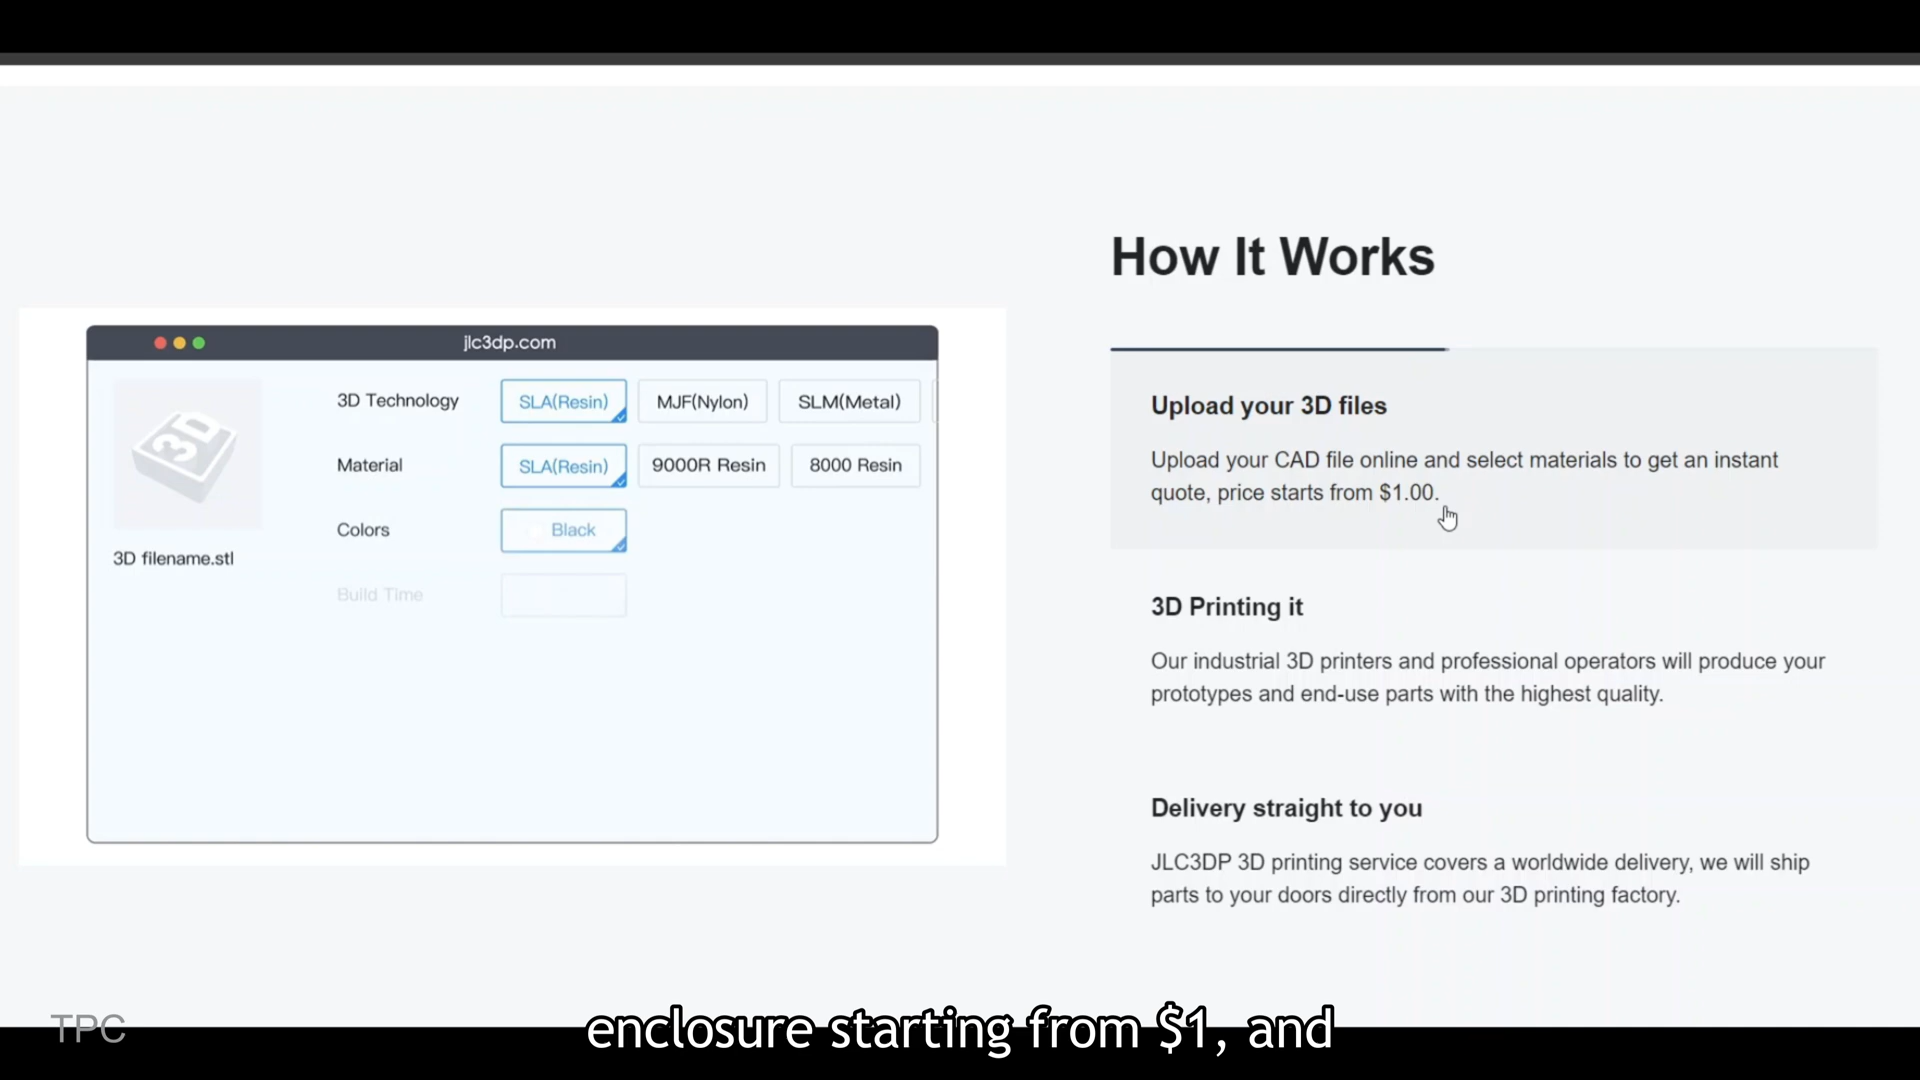 jlc3dp.com
3D
3D filename.stl
3D Technology
SLA(Resin)
MJF(Nylon)
SLM(Metal)
Material
SLA(Resin)
9000R Resin
8000 Resin
Colors
Black
Build Time
How It Works
Upload your 3D files
Upload your CAD file online and select materials to get an instant
quote, price starts from $1.00.
3D Printing it
Our industrial 3D printers and professional operators will produce your
prototypes and end-use parts with the highest quality.
Delivery straight to you
JLC3DP 3D printing service covers a worldwide delivery, we will ship
parts to your doors directly from our 3D printing factory.
TPC
enclosure starting from $1, and